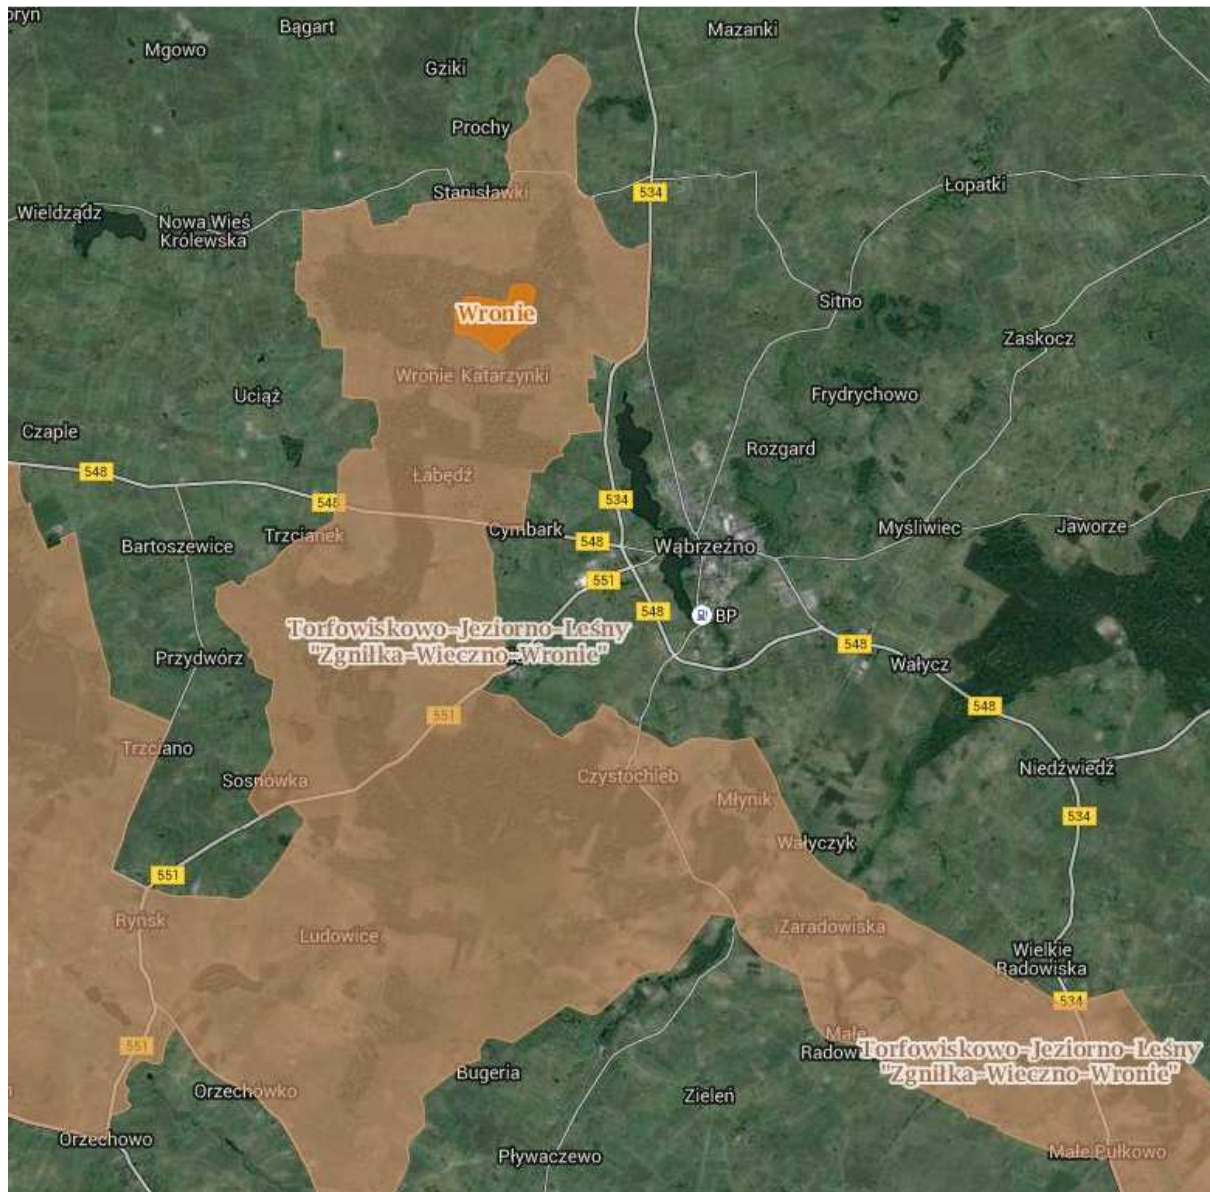 Bągart
Mgowo
Mazanki
Gziki
Prochy
Stanisławki
534
Łopatki
Wieldządz
Nowa Wieś
Królewska
Sitno
Wronie
Zaskocz
Wronie Katarzynki
Uciąż
Frydrychowo
Czaple
Rozgard
548
Łabędź
548
534
Cymbark
Myśliwiec
Jaworze
Trzcianek
548
Bartoszewice
Wąbrzeźno
551
548
BP
Torfowiskowo-Jeziorno-Leśny
"Zgniłka-Wieczno-Wronie"
548
Przydwórz
Wałycz
548
551
Trzciano
Niedźwiedź
Sosnówka
Czystochleb
Młynik
534
Wałyczyk
551
Ryńsk
Zaradowiska
Ludowice
Wielkie
Radowiska
534
Małe
Torfowiskowo-Jeziorno-Leśny
"Zgniłka-Wieczno-Wronie"
551
Bugeria
Orzechówko
Zieleń
Orzechowo
Pływaczewo
Małe Pułkowo